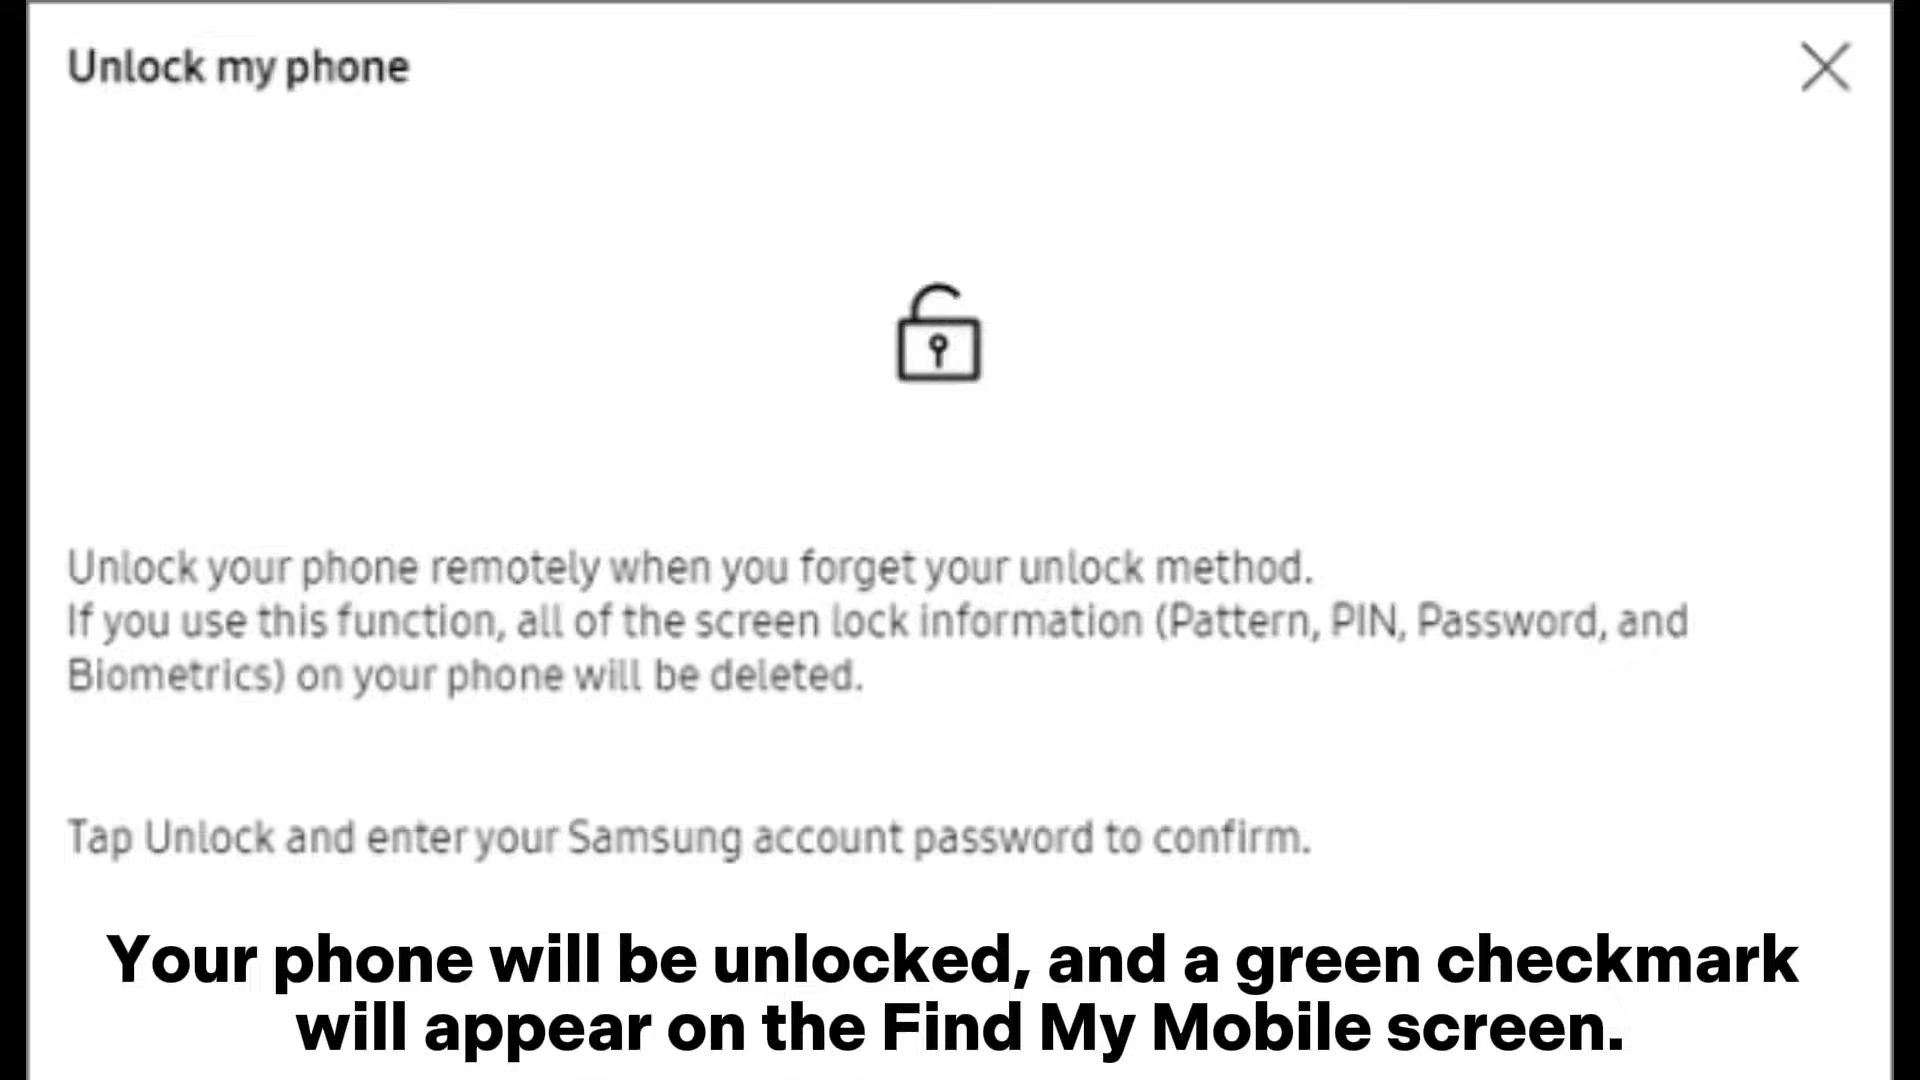 Unlock my phone
Unlock your phone remotely when you forget your unlock method.
If you use this function, all of the screen lock information (Pattern, PIN, Password, and
Biometrics) on your phone will be deleted.
Tap Unlock and enter your Samsung account password to confirm.
Your phone will be unlocked, and a green checkmark
will appear on the Find My Mobile screen.